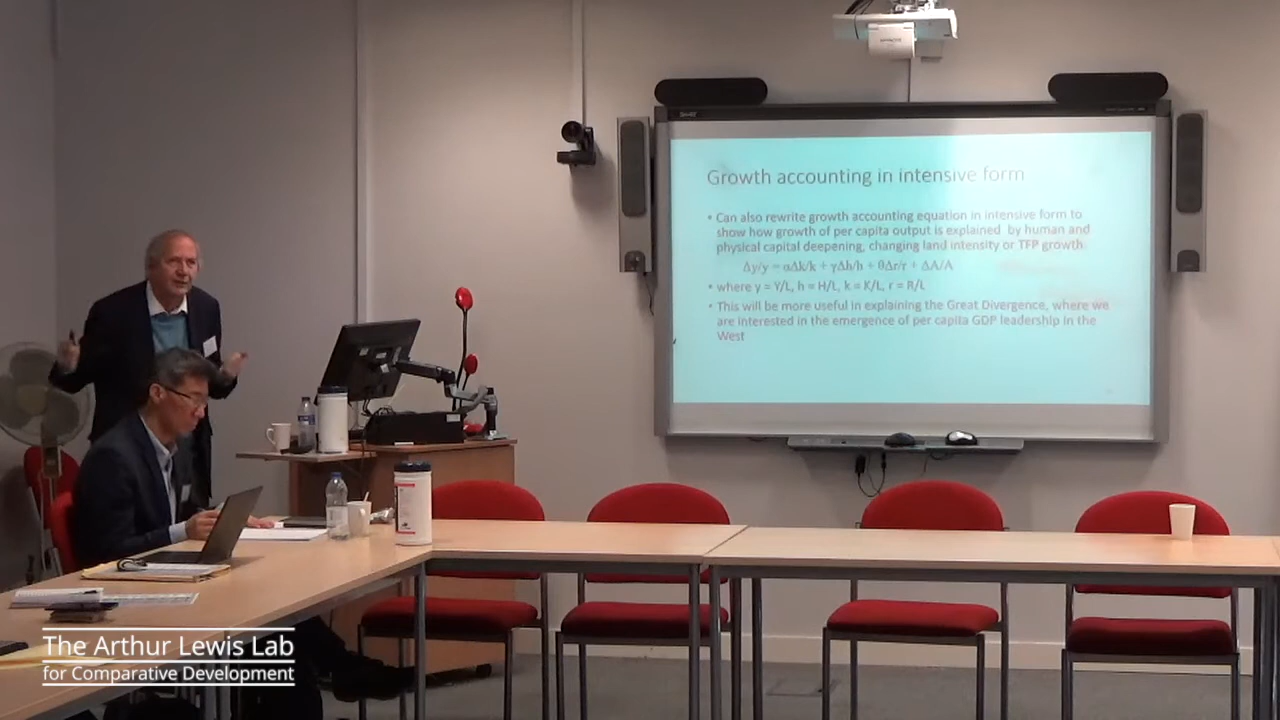 Growth accounting in intensive form
• Can also rewrite growth accounting equation in intensive form to
show how growth of per capita output is explained by human and
physical capital deepening, changing land intensity or TFP growth
Δy/y = αΔk/k + γΔh/h + θΔr/r + ΔA/A
• where y = Y/L, h = H/L, k = K/L, r = R/L
• This will be more useful in explaining the Great Divergence, where we
are interested in the emergence of per capita GDP leadership in the
West
The Arthur Lewis Lab
for Comparative Development